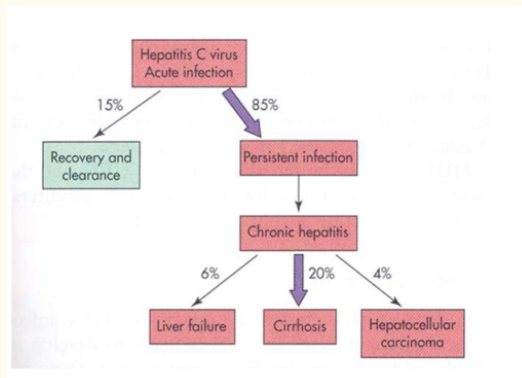 Hepatitis C virus
Acute infection
15%
85%
Recovery and
clearance
Persistent infection
Chronic hepatitis
6%
20%
4%
Liver failure
Cirrhosis
Hepatocellular
carcinoma